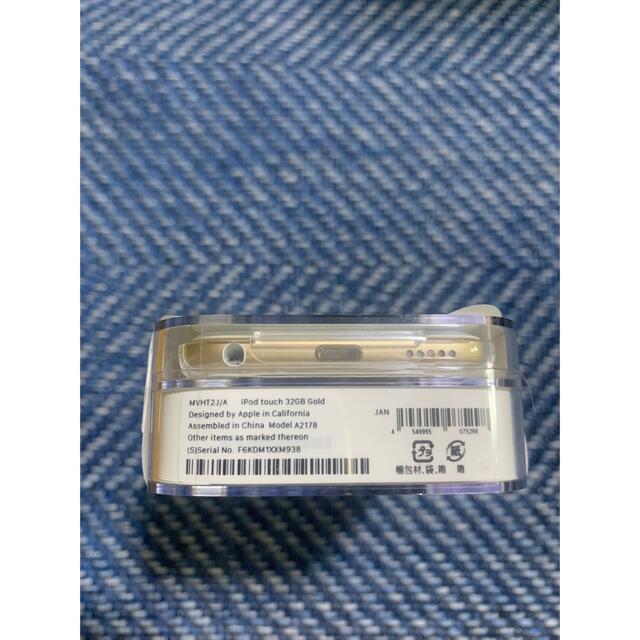 MVHT2J/A iPod touch 32GB Gold
Designed by Apple in California
Assembled in China Model A2178
Other items as marked thereon
(S)Serial No. F6KDM1XXM938
JAN
4 549995 075298
プラ 紙
梱包材,袋,箱 箱